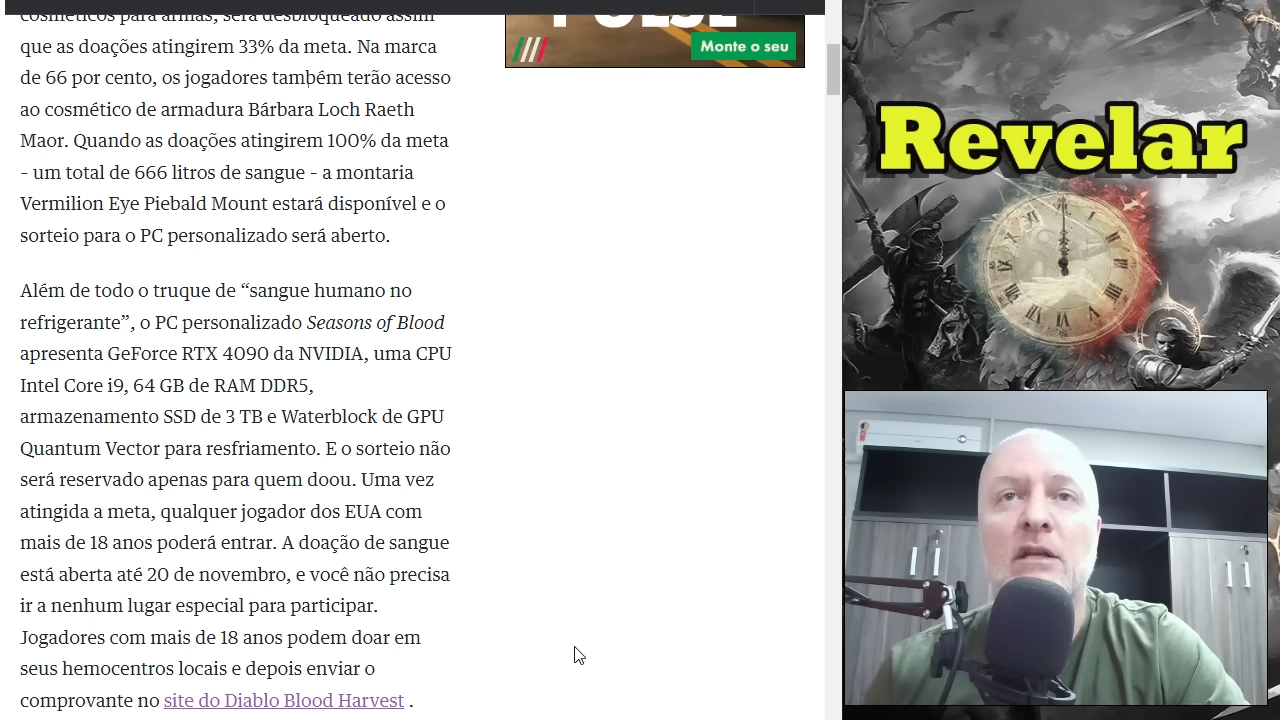 cosméticos para armas, será desbloqueado assim
que as doações atingirem 33% da meta. Na marca
de 66 por cento, os jogadores também terão acesso
ao cosmético de armadura Bárbara Loch Raeth
Maor. Quando as doações atingirem 100% da meta
– um total de 666 litros de sangue – a montaria
Vermilion Eye Piebald Mount estará disponível e o
sorteio para o PC personalizado será aberto.
Além de todo o truque de “sangue humano no
refrigerante”, o PC personalizado Seasons of Blood
apresenta GeForce RTX 4090 da NVIDIA, uma CPU
Intel Core i9, 64 GB de RAM DDR5,
armazenamento SSD de 3 TB e Waterblock de GPU
Quantum Vector para resfriamento. E o sorteio não
será reservado apenas para quem doou. Uma vez
atingida a meta, qualquer jogador dos EUA com
mais de 18 anos poderá entrar. A doação de sangue
está aberta até 20 de novembro, e você não precisa
ir a nenhum lugar especial para participar.
Jogadores com mais de 18 anos podem doar em
seus hemocentros locais e depois enviar o
comprovante no site do Diablo Blood Harvest .
PULSE
Monte o seu
Revelar